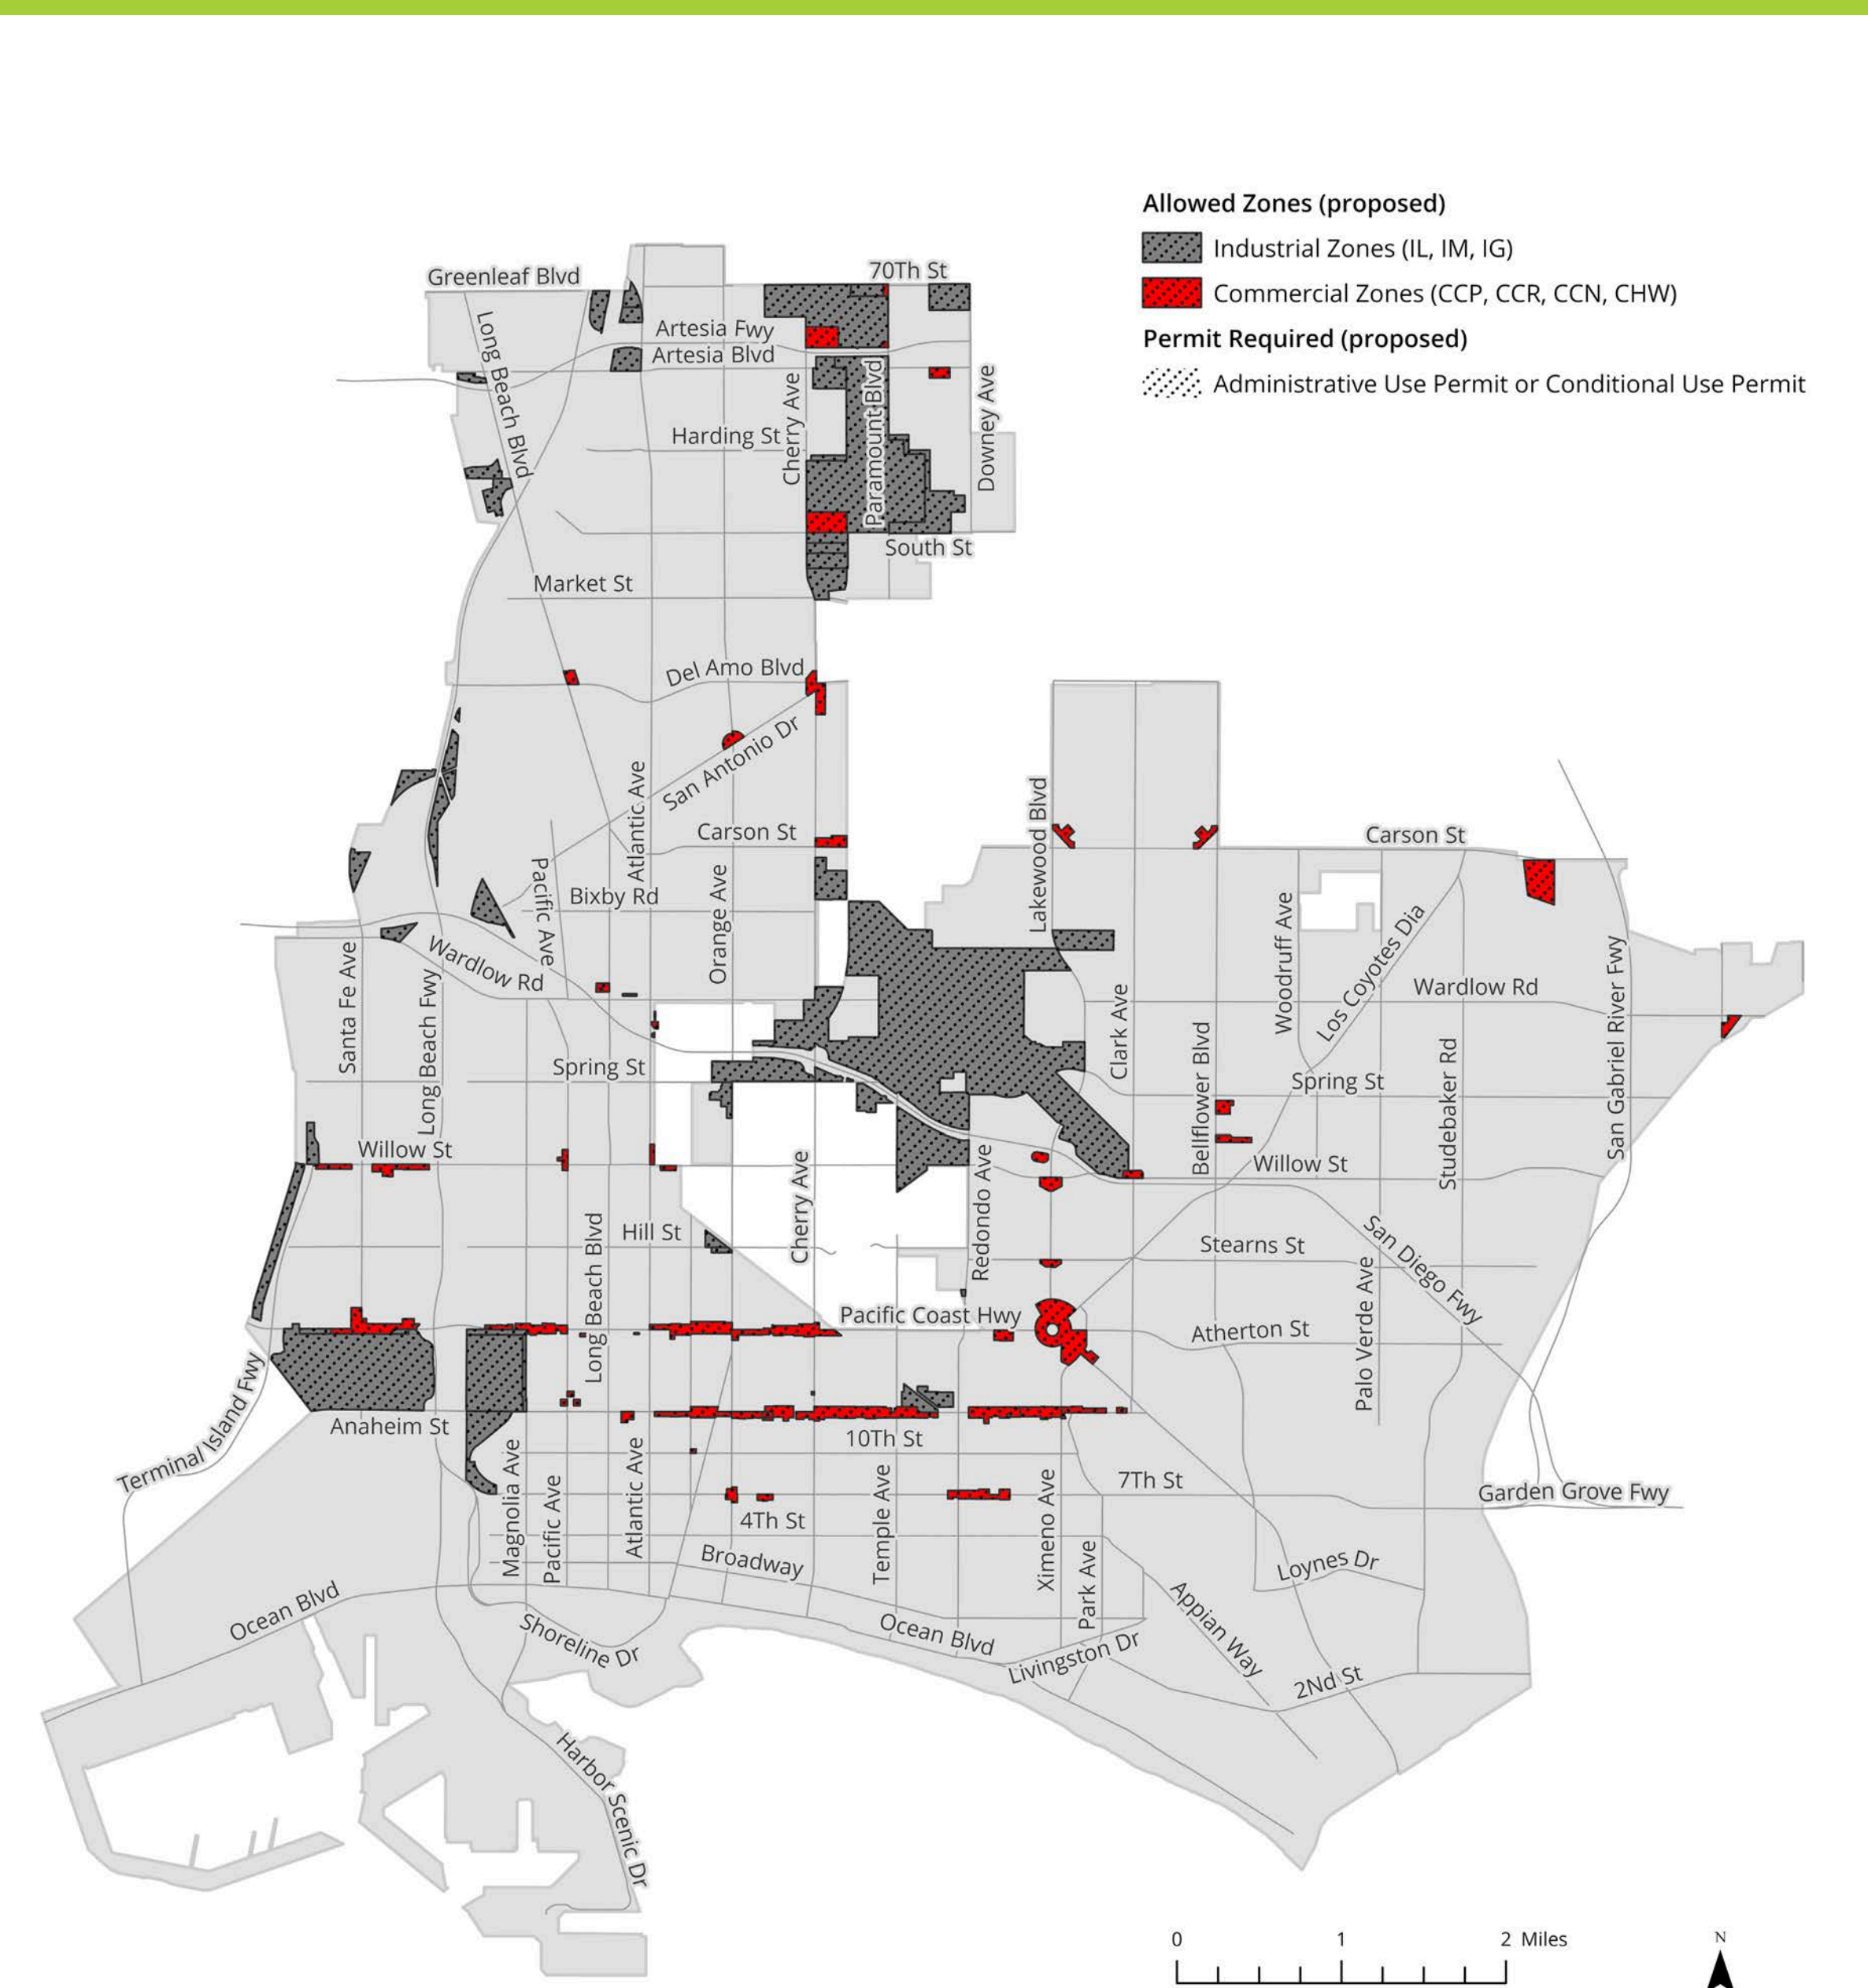 Allowed Zones (proposed)
Industrial Zones (IL, IM, IG)
Commercial Zones (CCP, CCR, CCN, CHW)
Permit Required (proposed)
Administrative Use Permit or Conditional Use Permit
Greenleaf Blvd
70Th St
Artesia Fwy
Artesia Blvd
Long Beach Blvd
Cherry Ave
Paramount Blvd
Downey Ave
Harding St
South St
Market St
Del Amo Blvd
San Antonio Dr
Atlantic Ave
Lakewood Blvd
Carson St
Carson St
Pacific Ave
Bixby Rd
Orange Ave
Woodruff Ave
Los Coyotes Dia
San Gabriel River Fwy
Santa Fe Ave
Long Beach Fwy
Wardlow Rd
Wardlow Rd
Clark Ave
Bellflower Blvd
Studebaker Rd
Spring St
Spring St
Willow St
Willow St
Cherry Ave
Redondo Ave
Long Beach Blvd
Hill St
Stearns St
San Diego Fwy
Palo Verde Ave
Pacific Coast Hwy
Atherton St
Terminal Island Fwy
Anaheim St
10Th St
Magnolia Ave
Pacific Ave
Atlantic Ave
Temple Ave
Ximeno Ave
7Th St
Garden Grove Fwy
4Th St
Broadway
Park Ave
Loynes Dr
Appian Way
Ocean Blvd
Shoreline Dr
Ocean Blvd
Livingston Dr
2Nd St
Harbor Scenic Dr
0 1 2 Miles
N